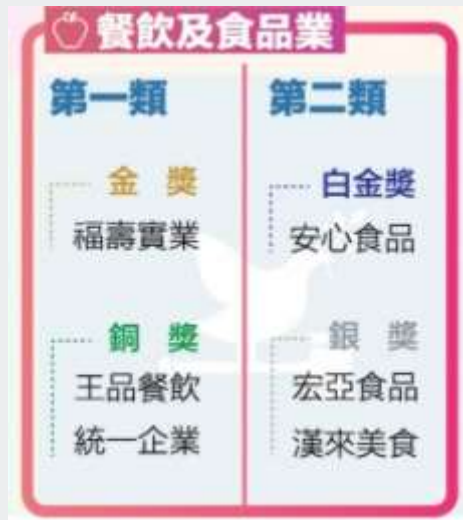 餐飲及食品業
第一類
金 獎
福壽實業
銅 獎
王品餐飲
統一企業
第二類
白金獎
安心食品
銀 獎
宏亞食品
漢來美食